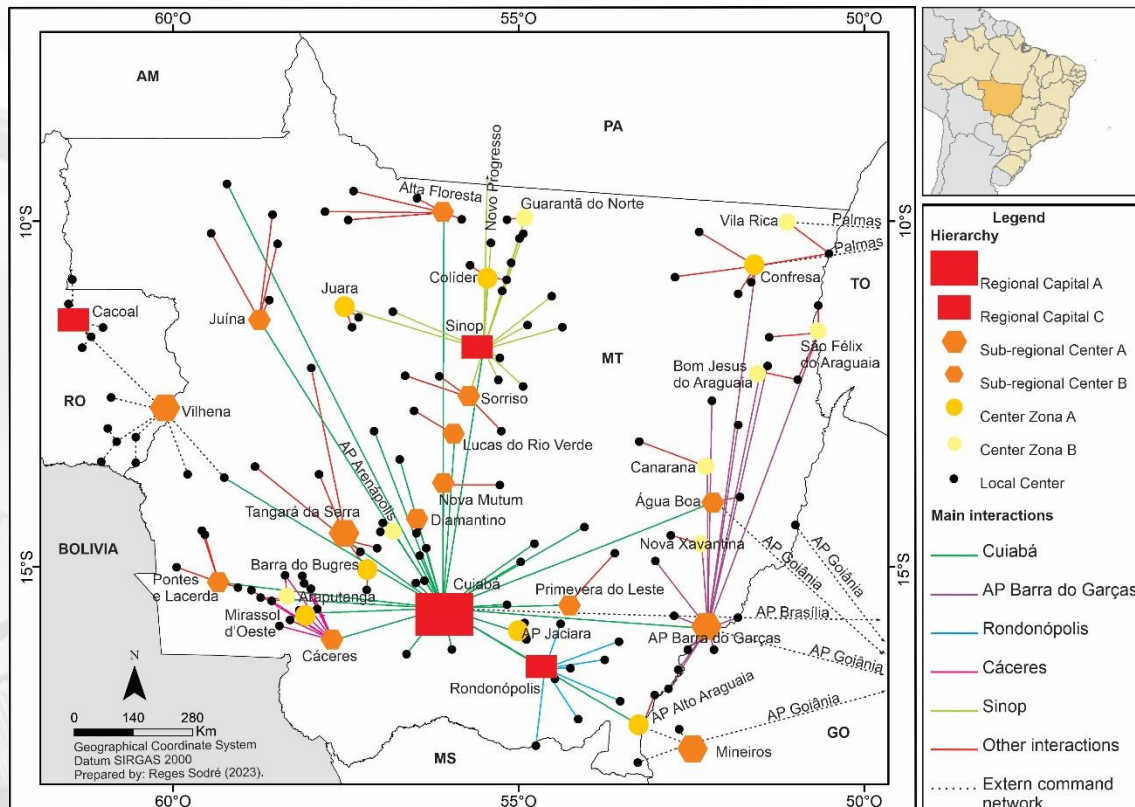 60°O
55°O
50°O
AM
PA
Alta Floresta
Novo Progresso
Guarantã do Norte
10°S
Vila Rica
Palmas
10°S
Palmas
TO
Colíder
Confresa
Juara
Cacoal
Juína
Sinop
MT
São Félix
do Araguaia
Bom Jesus
do Araguaia
RO
Vilhena
Sorriso
Lucas do Rio Verde
AP Arenápolis
Canarana
Nova Mutum
Água Boa
Tangará da Serra
Diamantino
Nova Xavantina
AP Goiânia
AP Goiânia
BOLIVIA
15°S
Barra do Bugres
15°S
Pontes
e Lacerda
Araputanga
Cuiabá
Primevera do Leste
Mirassol
d'Oeste
AP Brasília
AP Jaciara
AP Barra do Garças
Cáceres
AP Goiânia
Rondonópolis
AP Alto Araguaia
AP Goiânia
N
0 140 280
Km
Geographical Coordinate System
Datum SIRGAS 2000
Prepared by: Reges Sodré (2023).
MS
Mineiros
GO
60°O
55°O
50°O
Legend
Hierarchy
Regional Capital A
Regional Capital C
Sub-regional Center A
Sub-regional Center B
Center Zona A
Center Zona B
Local Center
Main interactions
Cuiabá
AP Barra do Garças
Rondonópolis
Cáceres
Sinop
Other interactions
Extern command
network